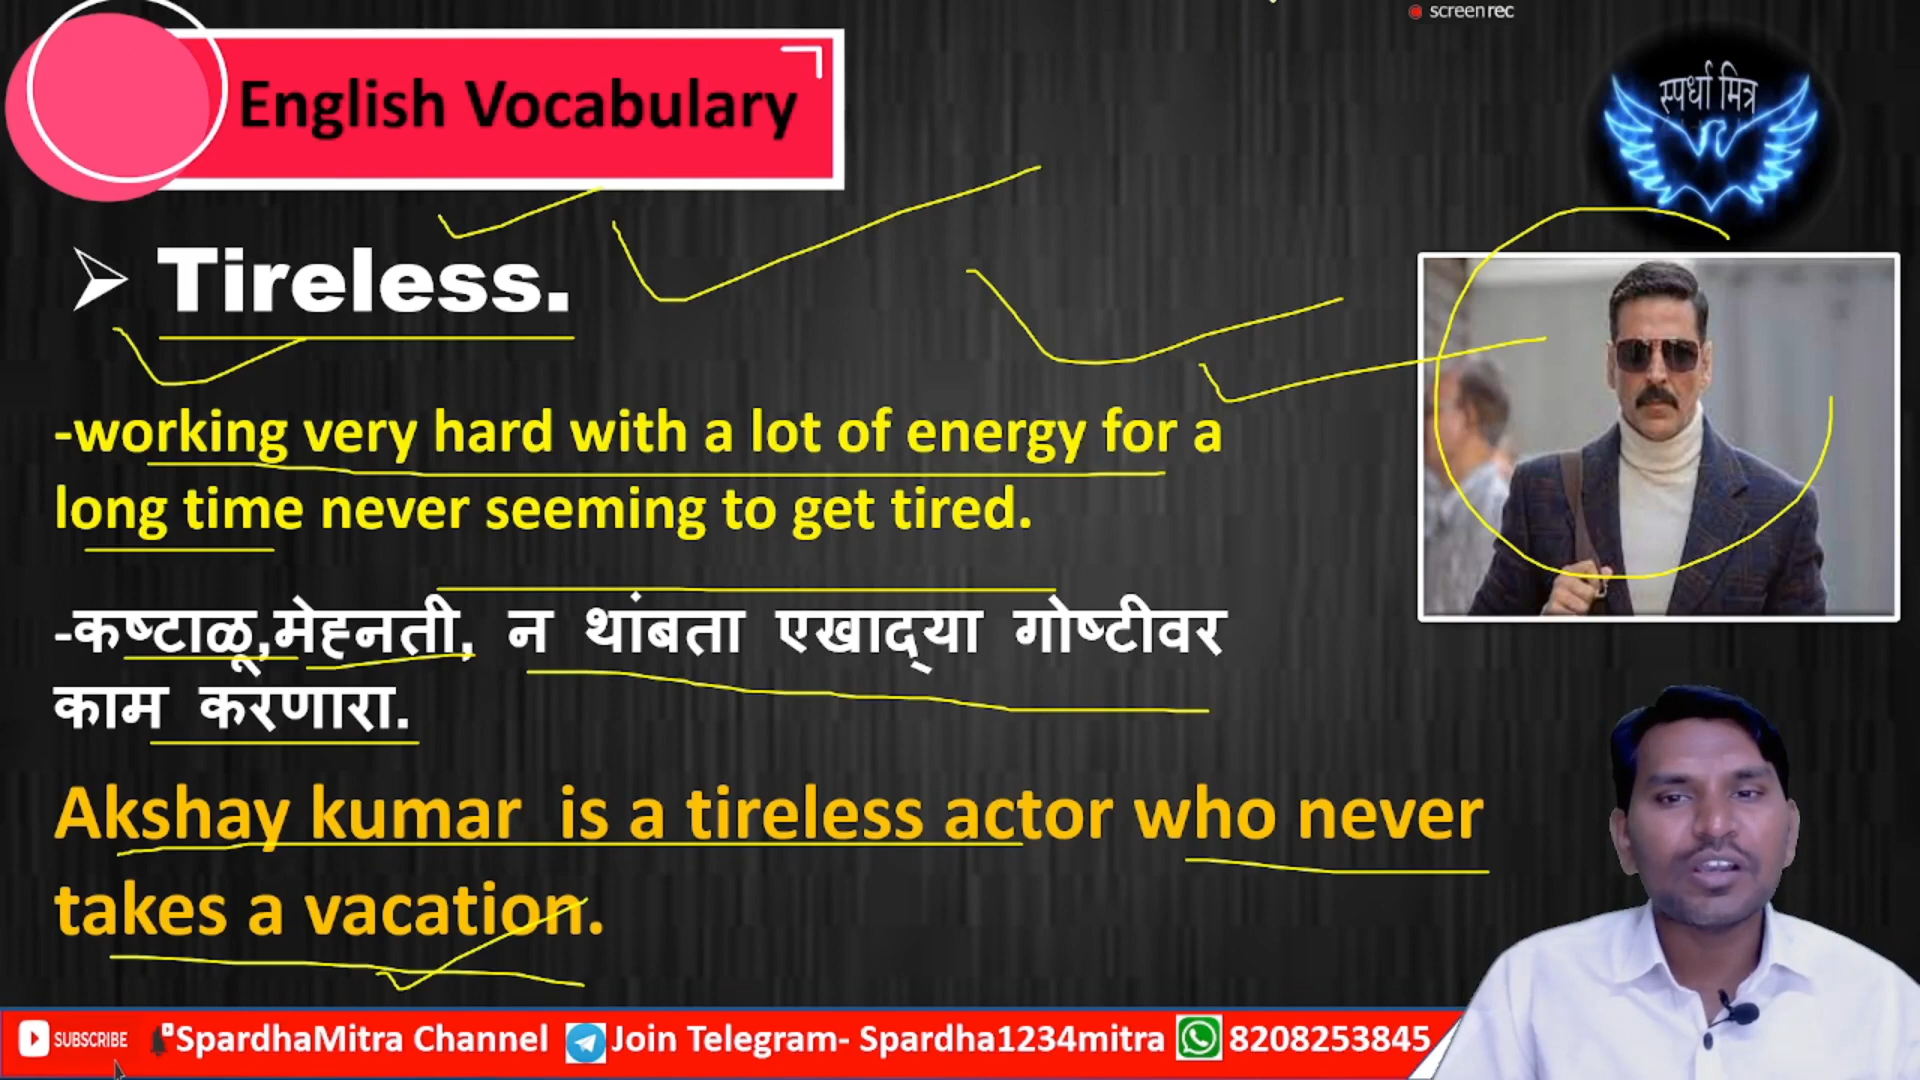 screenrec
English Vocabulary
स्पर्धा मित्र
Tireless.
-working very hard with a lot of energy for a
long time never seeming to get tired.
-कष्टाळू,मेहनती, न थांबता एखाद्या गोष्टीवर
काम करणारा.
Akshay kumar is a tireless actor who never
takes a vacation.
SUBSCRIBE SpardhaMitra Channel Join Telegram- Spardha1234mitra 8208253845